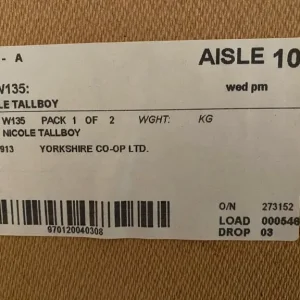 - A
AISLE 10
W135:
wed pm
LE TALLBOY
W135 PACK 1 OF 2 WGHT: KG
NICOLE TALLBOY
913 YORKSHIRE CO-OP LTD.
O/N 273152
LOAD 000546
DROP 03
970120040308